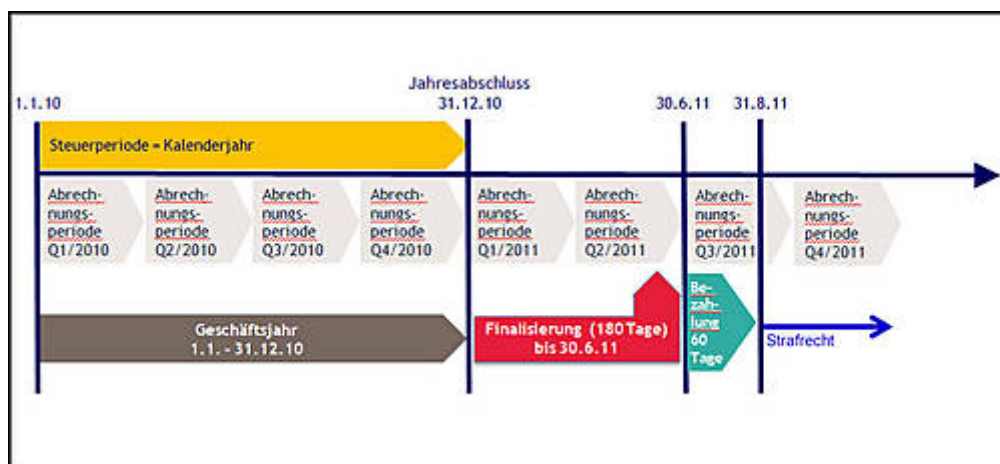 Jahresabschluss
1.1.10
31.12.10
30.6.11
31.8.11
Steuerperiode = Kalenderjahr
Abrech-
nungs-
periode
Q1/2010
Abrech-
nungs-
periode
Q2/2010
Abrech-
nungs-
periode
Q3/2010
Abrech-
nungs-
periode
Q4/2010
Abrech-
nungs-
periode
Q1/2011
Abrech-
nungs-
periode
Q2/2011
Abrech-
nungs-
periode
Q3/2011
Abrech-
nungs-
periode
Q4/2011
Geschäftsjahr
1.1. - 31.12.10
Finalisierung (180 Tage)
bis 30.6.11
Be-
zah-
lung
60
Tage
Strafrecht